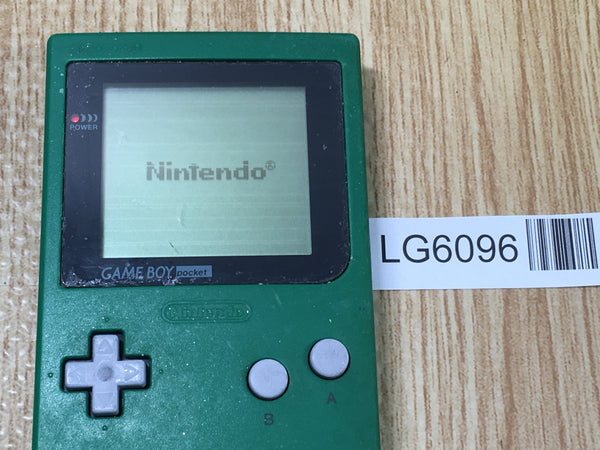 POWER
Nintendo®
GAME BOY pocket
Nintendo
LG6096
B
A